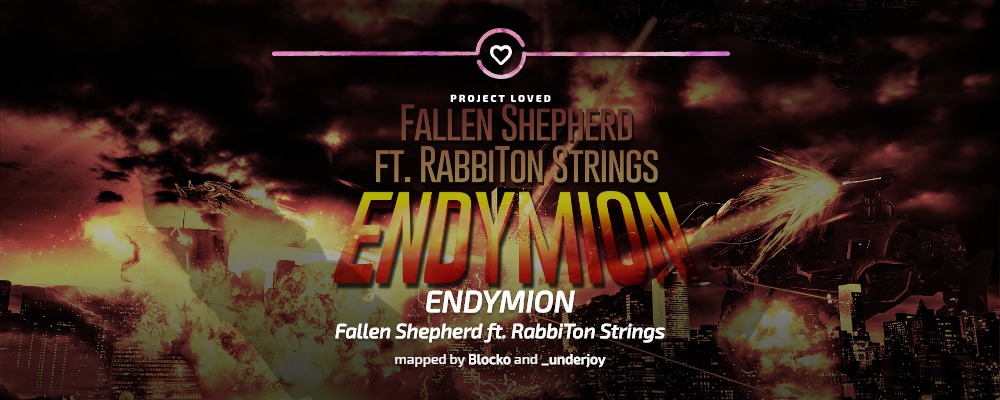 PROJECT LOVED
FALLEN SHEPHERD
FT. RABBITON STRINGS
ENDYMION
ENDYMION
Fallen Shepherd ft. RabbiTon Strings
mapped by Blocko and _underjoy